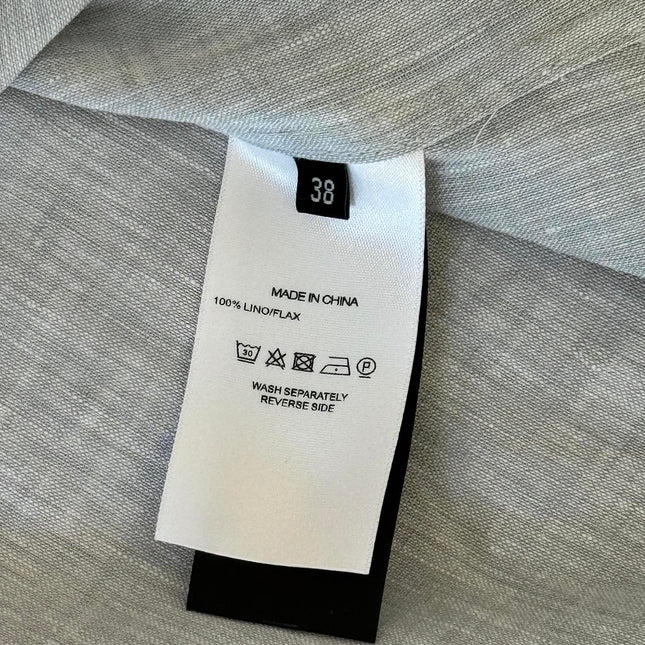 38
MADE IN CHINA
100% LINO/FLAX
30
P
WASH SEPARATELY
REVERSE SIDE